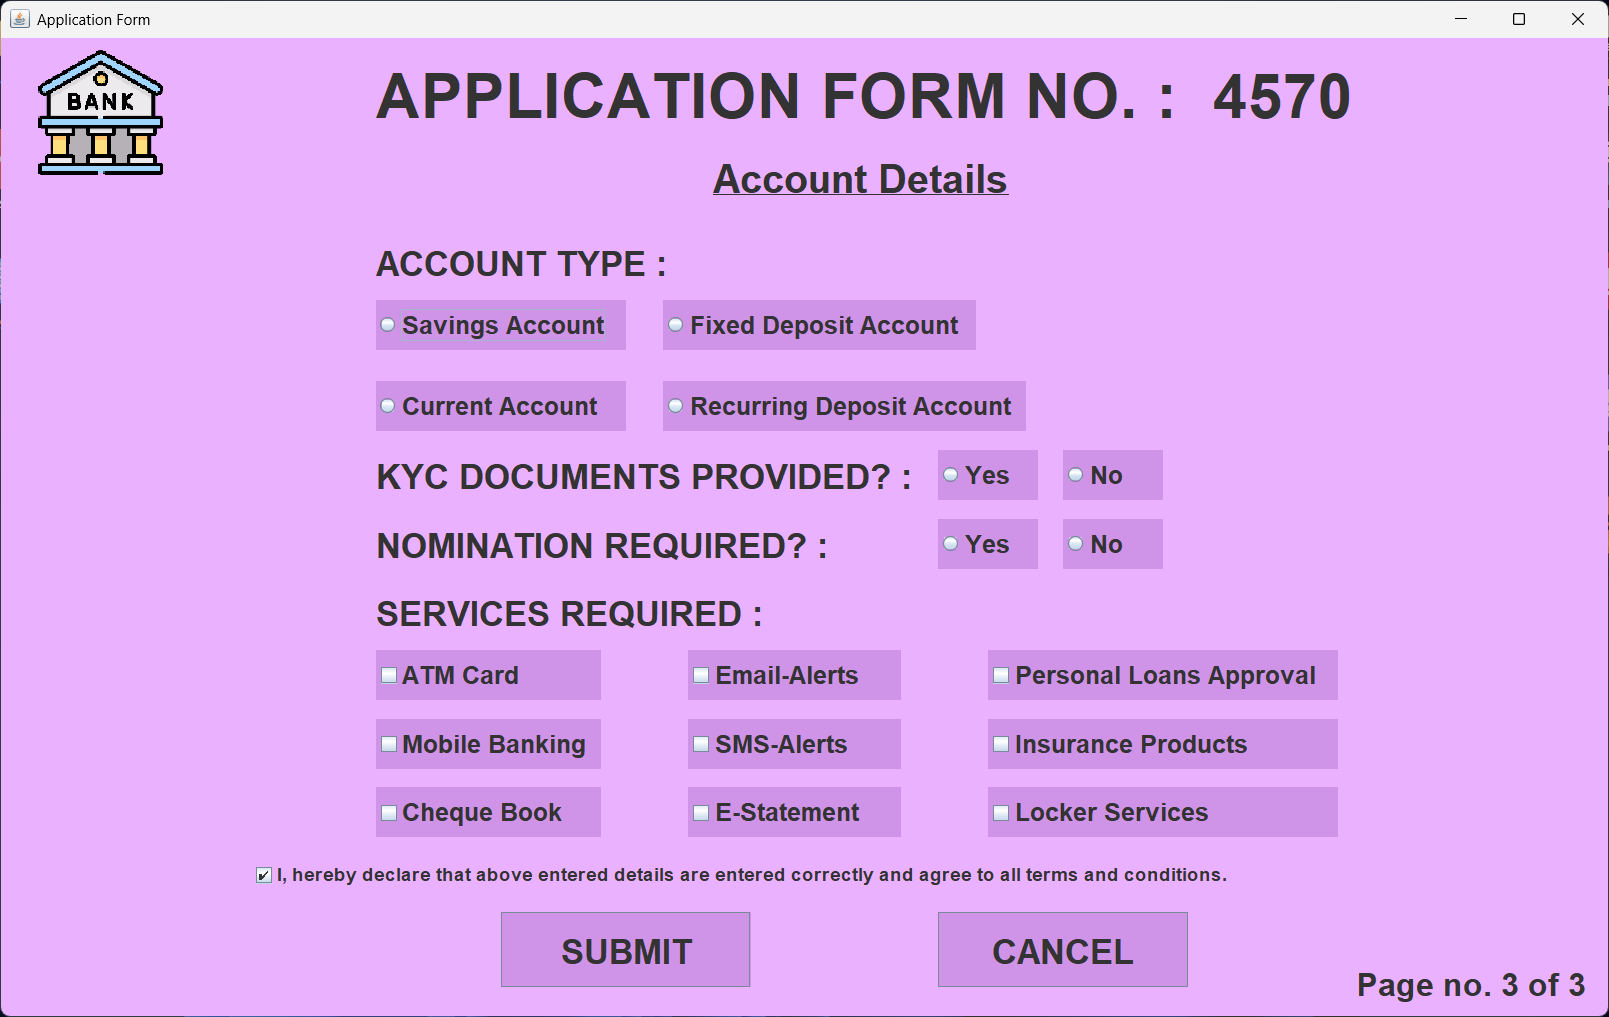 Application Form
BANK
APPLICATION FORM NO. : 4570
Account Details
ACCOUNT TYPE :
Savings Account Fixed Deposit Account
Current Account Recurring Deposit Account
KYC DOCUMENTS PROVIDED? : Yes No
NOMINATION REQUIRED? : Yes No
SERVICES REQUIRED :
ATM Card Email-Alerts Personal Loans Approval
Mobile Banking SMS-Alerts Insurance Products
Cheque Book E-Statement Locker Services
I, hereby declare that above entered details are entered correctly and agree to all terms and conditions.
SUBMIT CANCEL
Page no. 3 of 3